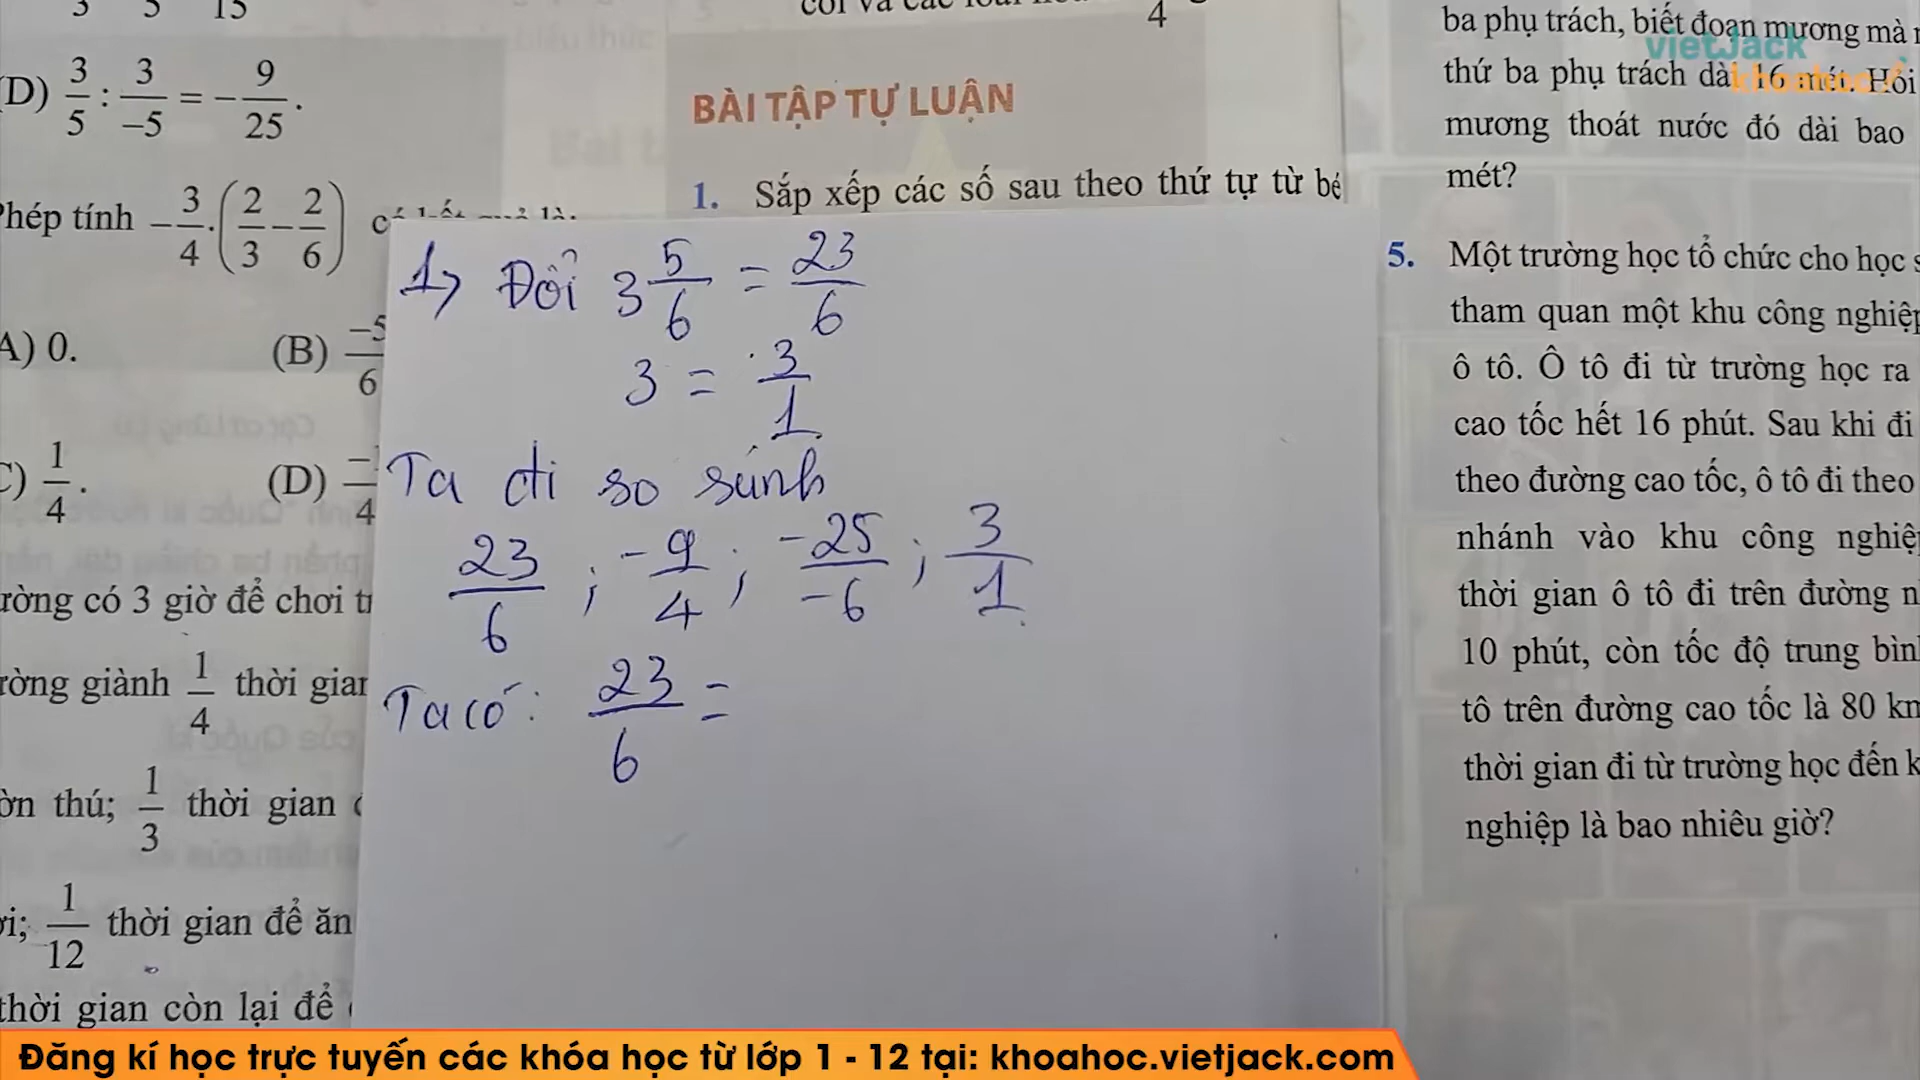 3 5 15
(D) 3/5 : 3/-5 = -9/25.
Phép tính -3/4 · (2/3 - 2/6)
A) 0.
(B) -5/6
C) 1/4.
(D)
ường có 3 giờ để chơi
ường giành 1/4 thời gian
ờn thú; 1/3 thời gian
ơi; 1/12 thời gian để ăn
thời gian còn lại để
4
BÀI TẬP TỰ LUẬN
1. Sắp xếp các số sau theo thứ tự từ bé
1) Đổi 3 5/6 = 23/6
3 = 3/1
Ta đi so sánh
23/6 ; -9/4 ; -25/-6 ; 3/1
Ta có: 23/6 =
ba phụ trách, biết đoạn mương mà
thứ ba phụ trách dài 16 mét. Hỏi
mương thoát nước đó dài bao
mét?
5. Một trường học tổ chức cho học s
tham quan một khu công nghiệp
ô tô. Ô tô đi từ trường học ra
cao tốc hết 16 phút. Sau khi đi
theo đường cao tốc, ô tô đi theo
nhánh vào khu công nghiệp
thời gian ô tô đi trên đường n
10 phút, còn tốc độ trung bìn
tô trên đường cao tốc là 80 km
thời gian đi từ trường học đến k
nghiệp là bao nhiêu giờ?
vietJack
khoahoc
Đăng kí học trực tuyến các khóa học từ lớp 1 - 12 tại: khoahoc.vietjack.com